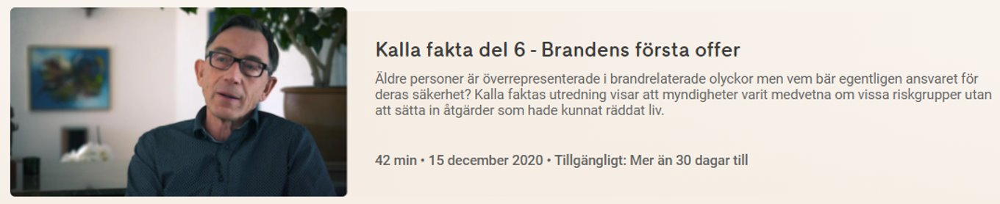 Kalla fakta del 6 - Brandens första offer
Äldre personer är överrepresenterade i brandrelaterade olyckor men vem bär egentligen ansvaret för
deras säkerhet? Kalla faktas utredning visar att myndigheter varit medvetna om vissa riskgrupper utan
att sätta in åtgärder som hade kunnat räddat liv.
42 min • 15 december 2020 • Tillgängligt: Mer än 30 dagar till